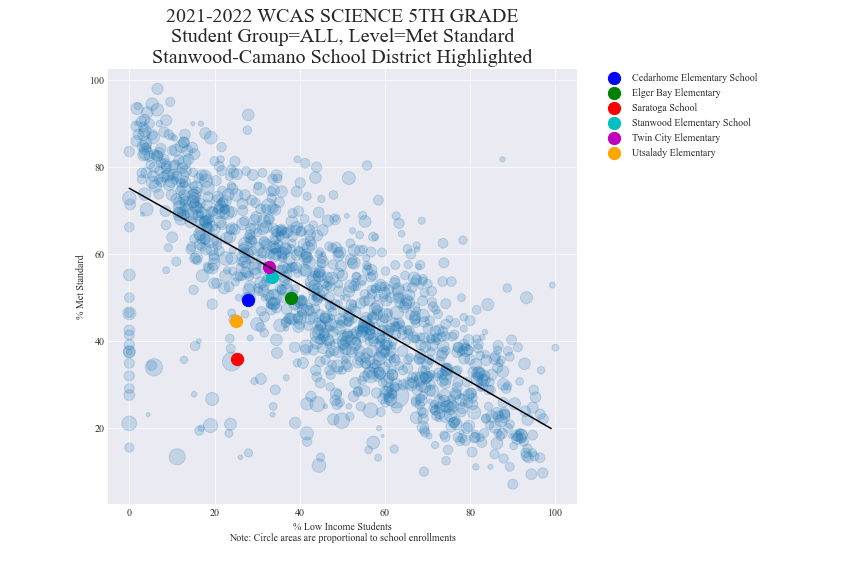 2021-2022 WCAS SCIENCE 5TH GRADE
Student Group=ALL, Level=Met Standard
Stanwood-Camano School District Highlighted
Cedarhome Elementary School
Elger Bay Elementary
Saratoga School
Stanwood Elementary School
Twin City Elementary
Utsalady Elementary
% Met Standard
100
80
60
40
20
0 20 40 60 80 100
% Low Income Students
Note: Circle areas are proportional to school enrollments